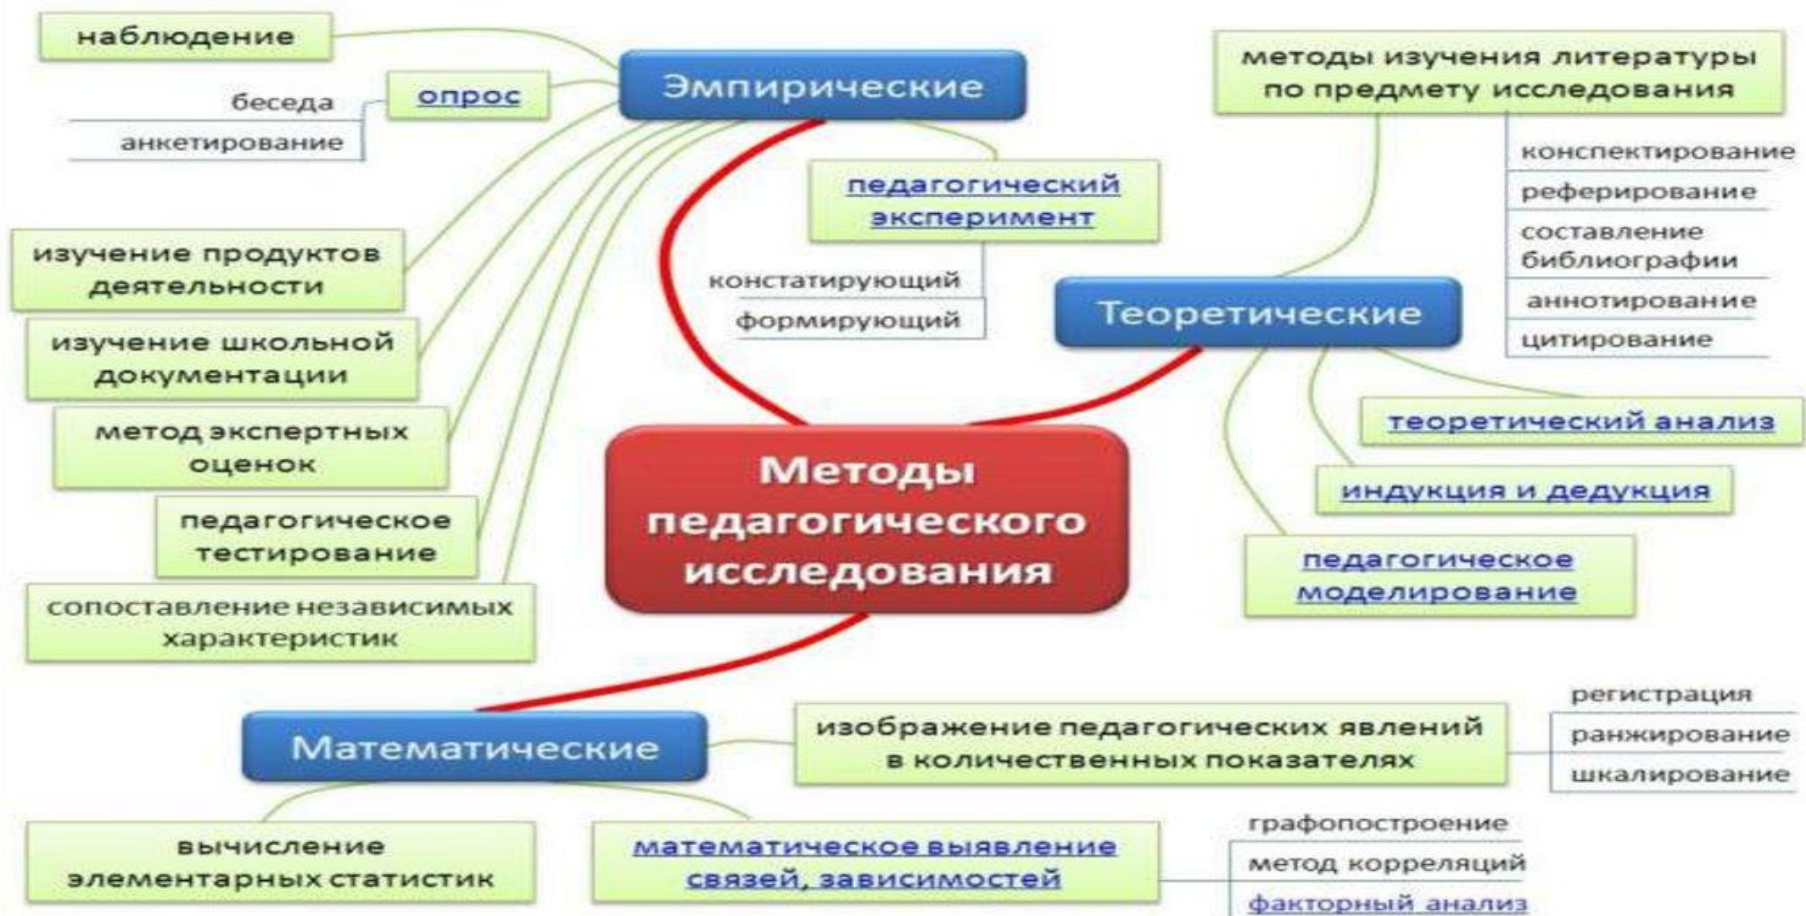 наблюдение
опрос
беседа
анкетирование
Эмпирические
педагогический
эксперимент
констатирующий
формирующий
изучение продуктов
деятельности
изучение школьной
документации
метод экспертных
оценок
педагогическое
тестирование
сопоставление независимых
характеристик
методы изучения литературы
по предмету исследования
конспектирование
реферирование
составление
библиографии
аннотирование
цитирование
Теоретические
теоретический анализ
индукция и дедукция
педагогическое
моделирование
Методы
педагогического
исследования
Математические
изображение педагогических явлений
в количественных показателях
регистрация
ранжирование
шкалирование
вычисление
элементарных статистик
математическое выявление
связей, зависимостей
графопостроение
метод корреляций
факторный анализ